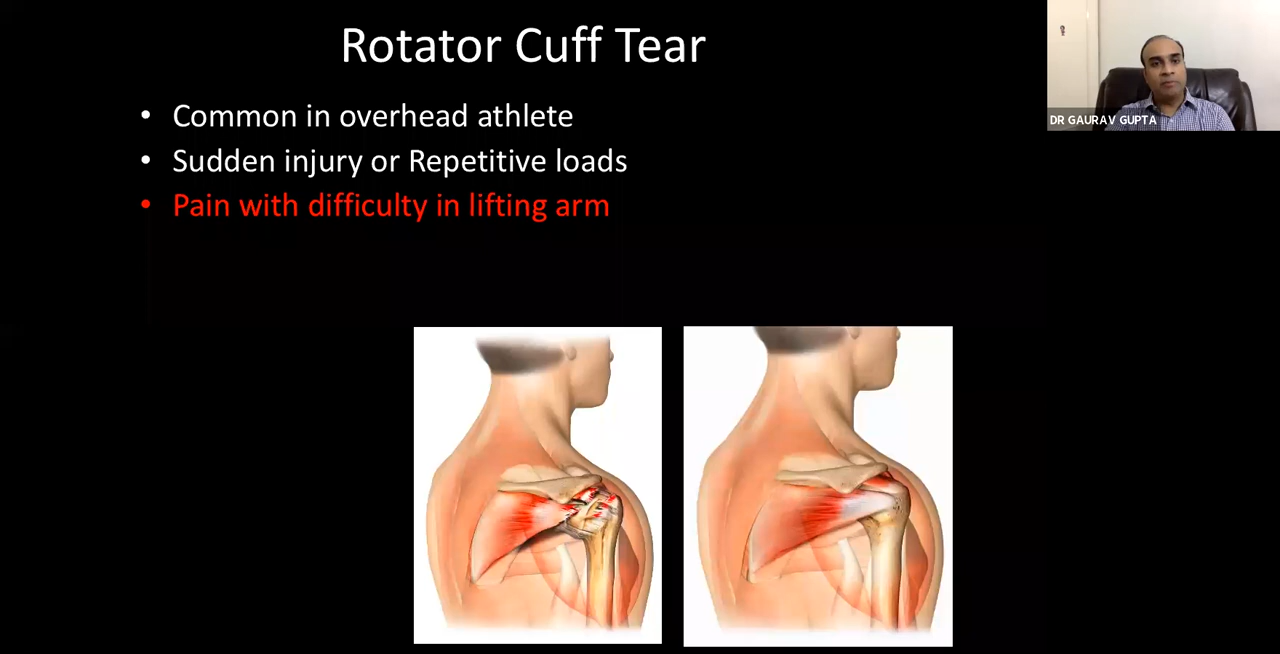 Rotator Cuff Tear
• Common in overhead athlete
• Sudden injury or Repetitive loads
• Pain with difficulty in lifting arm
DR GAURAV GUPTA